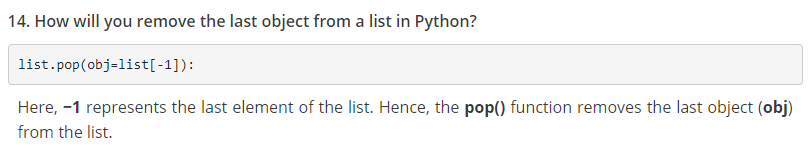 14. How will you remove the last object from a list in Python?
list.pop(obj=list[-1]):
Here, −1 represents the last element of the list. Hence, the pop() function removes the last object (obj)
from the list.